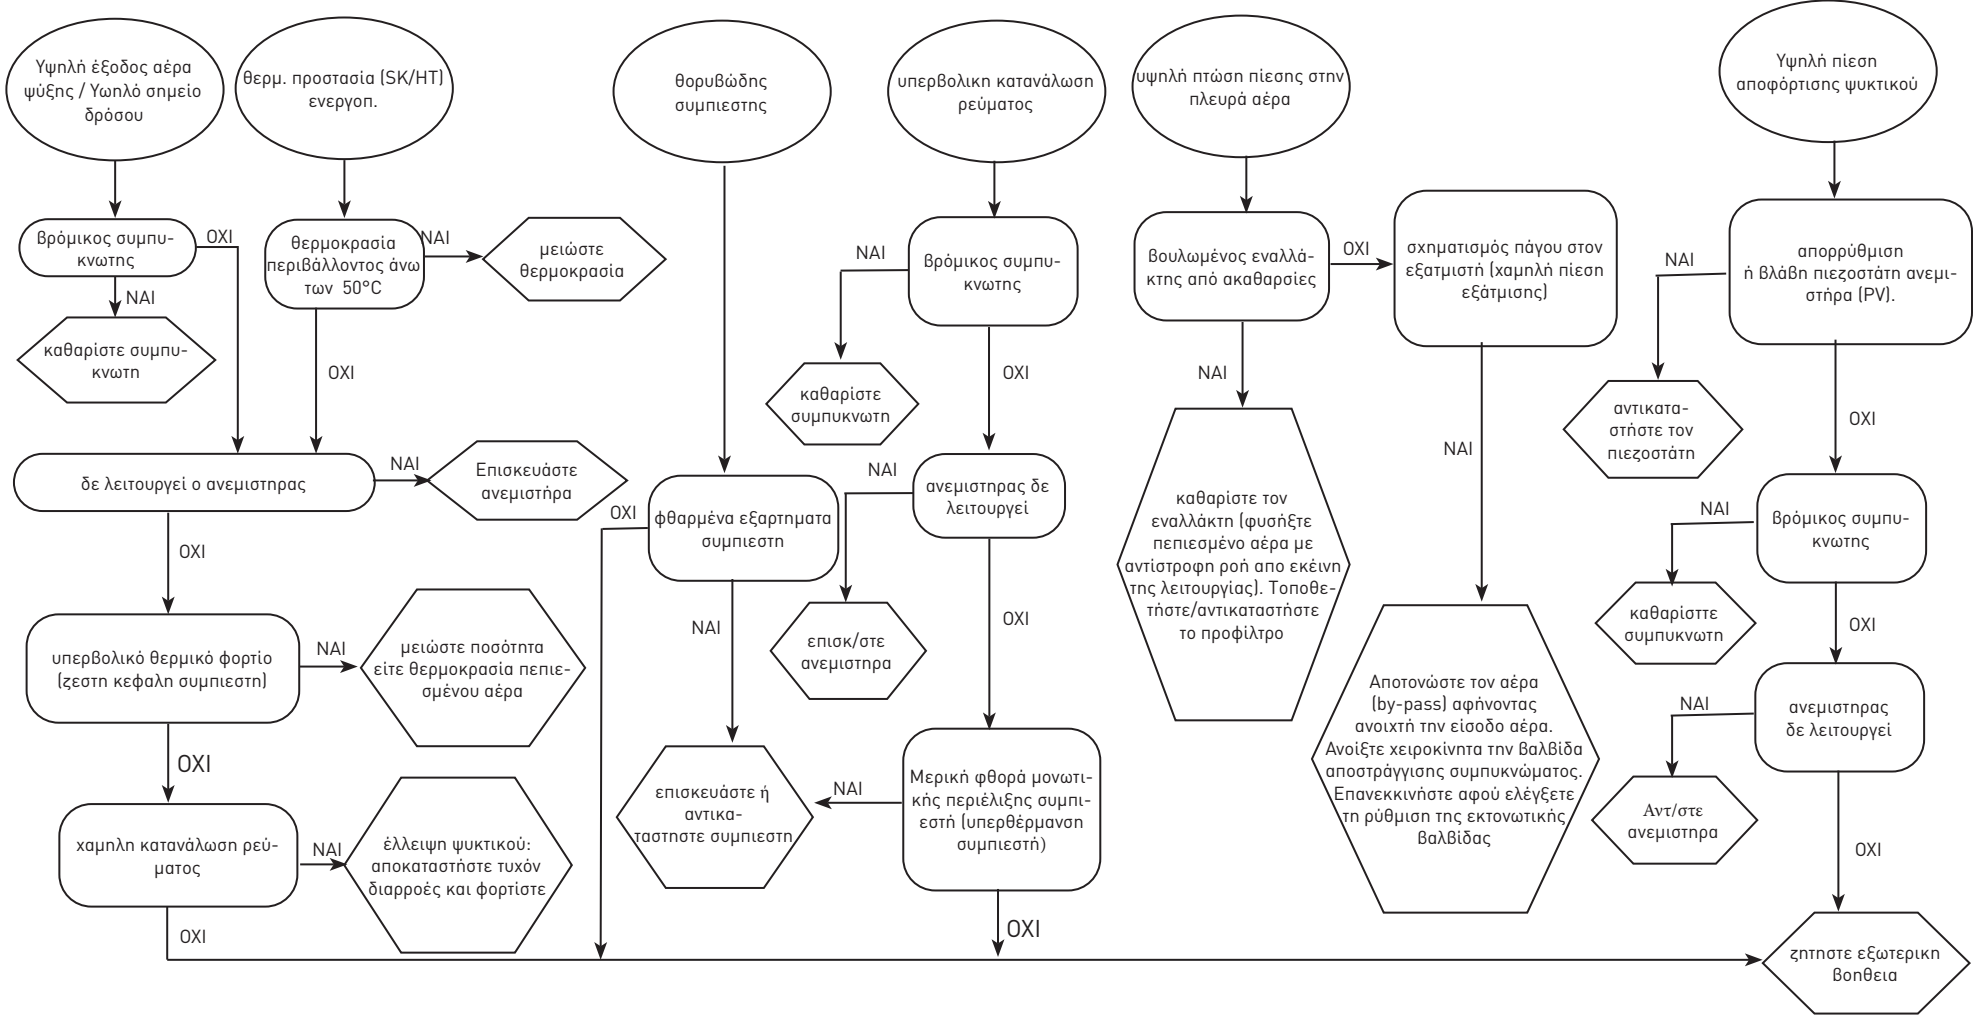 Υψηλή έξοδος αέρα
ψύξης / Υωηλό σημείο
δρόσου
θερμ. προστασία (SK/HT)
ενεργοπ.
θορυβώδης
συμπιεστης
υπερβολικη κατανάλωση
ρεύματος
υψηλή πτώση πίεσης στην
πλευρά αέρα
Υψηλή πίεση
αποφόρτισης ψυκτικού
βρόμικος συμπυ-
κνωτης
ΟΧΙ
ΝΑΙ
καθαρίστε συμπυ-
κνωτη
θερμοκρασία
περιβάλλοντος άνω
των 50°C
ΝΑΙ
μειώστε
θερμοκρασία
ΟΧΙ
δε λειτουργεί ο ανεμιστηρας
ΝΑΙ
Επισκευάστε
ανεμιστήρα
ΟΧΙ
υπερβολικό θερμικό φορτίο
(ζεστη κεφαλη συμπιεστη)
ΝΑΙ
μειώστε ποσότητα
είτε θερμοκρασία πεπιε-
σμένου αέρα
ΟΧΙ
χαμηλη κατανάλωση ρεύ-
ματος
ΝΑΙ
έλλειψη ψυκτικού:
αποκαταστήστε τυχόν
διαρροές και φορτίστε
ΟΧΙ
φθαρμένα εξαρτηματα
συμπιεστη
ΟΧΙ
ΝΑΙ
επισκευάστε ή
αντικα-
ταστηστε συμπιεστη
βρόμικος συμπυ-
κνωτης
ΝΑΙ
καθαρίστε
συμπυκνωτη
ΟΧΙ
ανεμιστηρας δε
λειτουργεί
ΝΑΙ
επισκ/στε
ανεμιστηρα
ΟΧΙ
Μερική φθορά μονωτι-
κής περιέλιξης συμπι-
εστή (υπερθέρμανση
συμπιεστή)
ΝΑΙ
ΟΧΙ
βουλωμένος εναλλά-
κτης από ακαθαρσίες
ΟΧΙ
σχηματισμός πάγου στον
εξατμιστή (χαμηλή πίεση
εξάτμισης)
ΝΑΙ
καθαρίστε τον
εναλλάκτη (φυσήξτε
πεπιεσμένο αέρα με
αντίστροφη ροή απο εκέινη
της λειτουργίας). Τοποθε-
τήστε/αντικαταστήστε
το προφίλτρο
ΝΑΙ
Αποτονώστε τον αέρα
(by-pass) αφήνοντας
ανοιχτή την είσοδο αέρα.
Ανοίξτε χειροκίνητα την βαλβίδα
αποστράγγισης συμπυκνώματος.
Επανεκκινήστε αφού ελέγξετε
τη ρύθμιση της εκτονωτικής
βαλβίδας
απορρύθμιση
ή βλάβη πιεζοστάτη ανεμι-
στήρα (PV).
ΝΑΙ
αντικατα-
στήστε τον
πιεζοστάτη
ΟΧΙ
βρόμικος συμπυ-
κνωτης
ΝΑΙ
καθαρίσττε
συμπυκνωτη
ΟΧΙ
ανεμιστηρας
δε λειτουργεί
ΝΑΙ
Αντ/στε
ανεμιστηρα
ΟΧΙ
ζητηστε εξωτερικη
βοηθεια